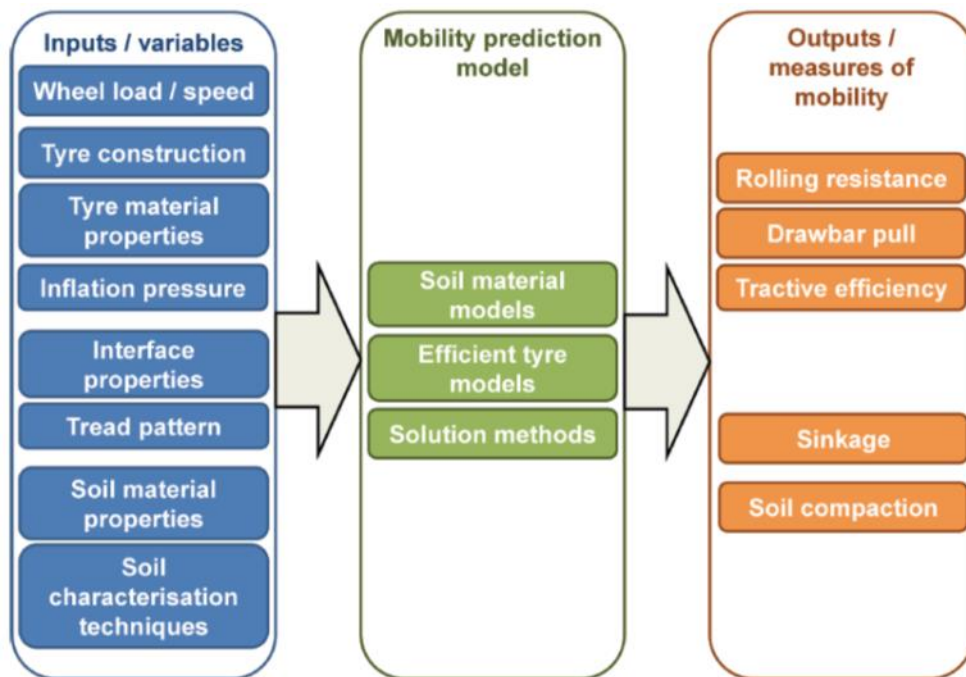 Inputs / variables
Wheel load / speed
Tyre construction
Tyre material
properties
Inflation pressure
Interface
properties
Tread pattern
Soil material
properties
Soil
characterisation
techniques
Mobility prediction
model
Soil material
models
Efficient tyre
models
Solution methods
Outputs /
measures of
mobility
Rolling resistance
Drawbar pull
Tractive efficiency
Sinkage
Soil compaction